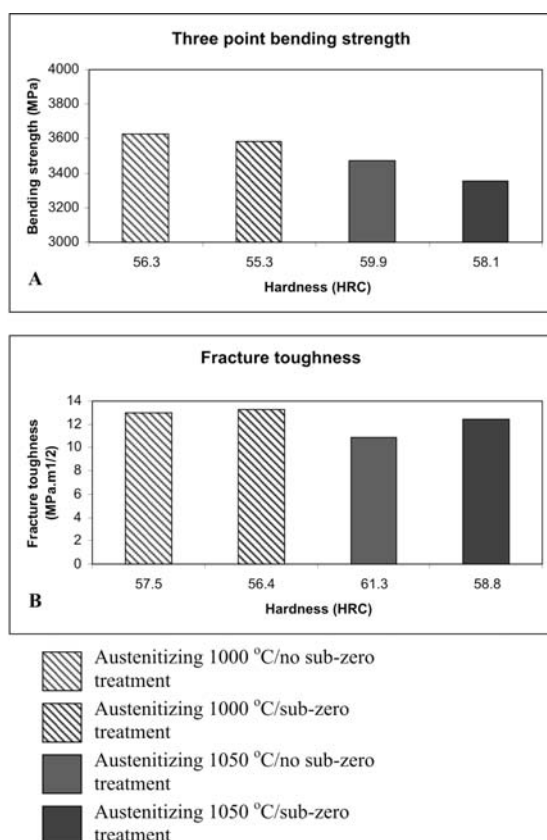 Three point bending strength
Bending strength (MPa)
4000
3600
3400
3200
3000
56.3 55.3 59.9 58.1
Hardness (HRC)
A
Fracture toughness
Fracture toughness
(MPa.m1/2)
14
12
10
8
6
4
2
0
57.5 56.4 61.3 58.8
Hardness (HRC)
B
Austenitizing 1000 °C/no sub-zero
treatment
Austenitizing 1000 °C/sub-zero
treatment
Austenitizing 1050 °C/no sub-zero
treatment
Austenitizing 1050 °C/sub-zero
treatment